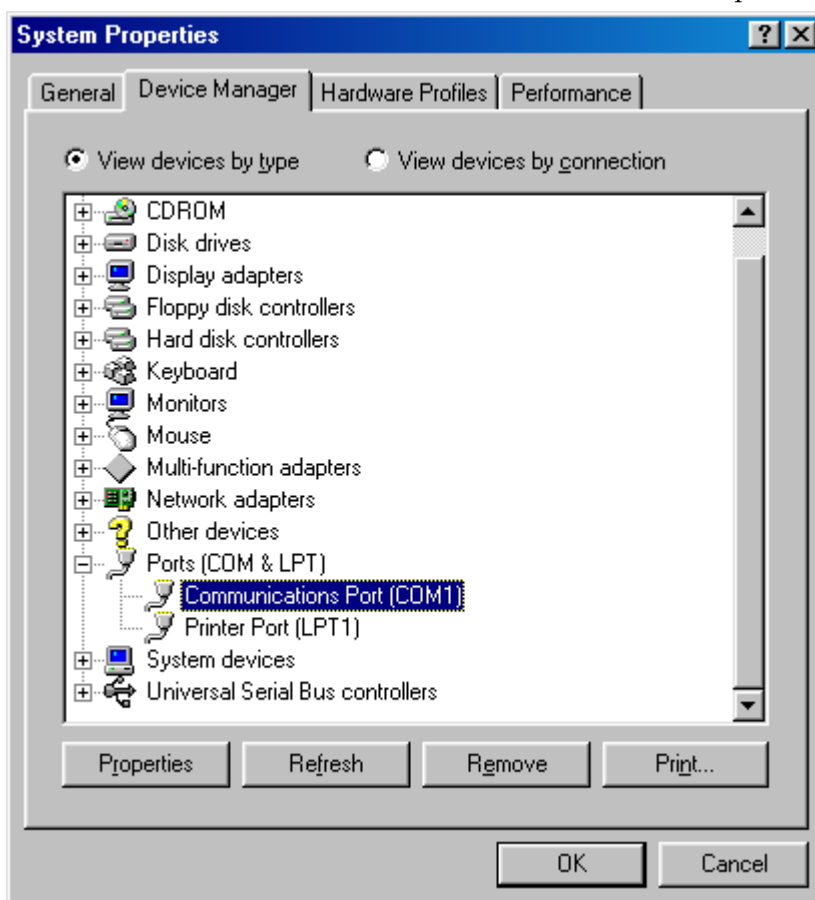 System Properties
General Device Manager Hardware Profiles Performance
View devices by type View devices by connection
CDROM
Disk drives
Display adapters
Floppy disk controllers
Hard disk controllers
Keyboard
Monitors
Mouse
Multi-function adapters
Network adapters
Other devices
Ports (COM & LPT)
Communications Port (COM1)
Printer Port (LPT1)
System devices
Universal Serial Bus controllers
Properties Refresh Remove Print...
OK Cancel